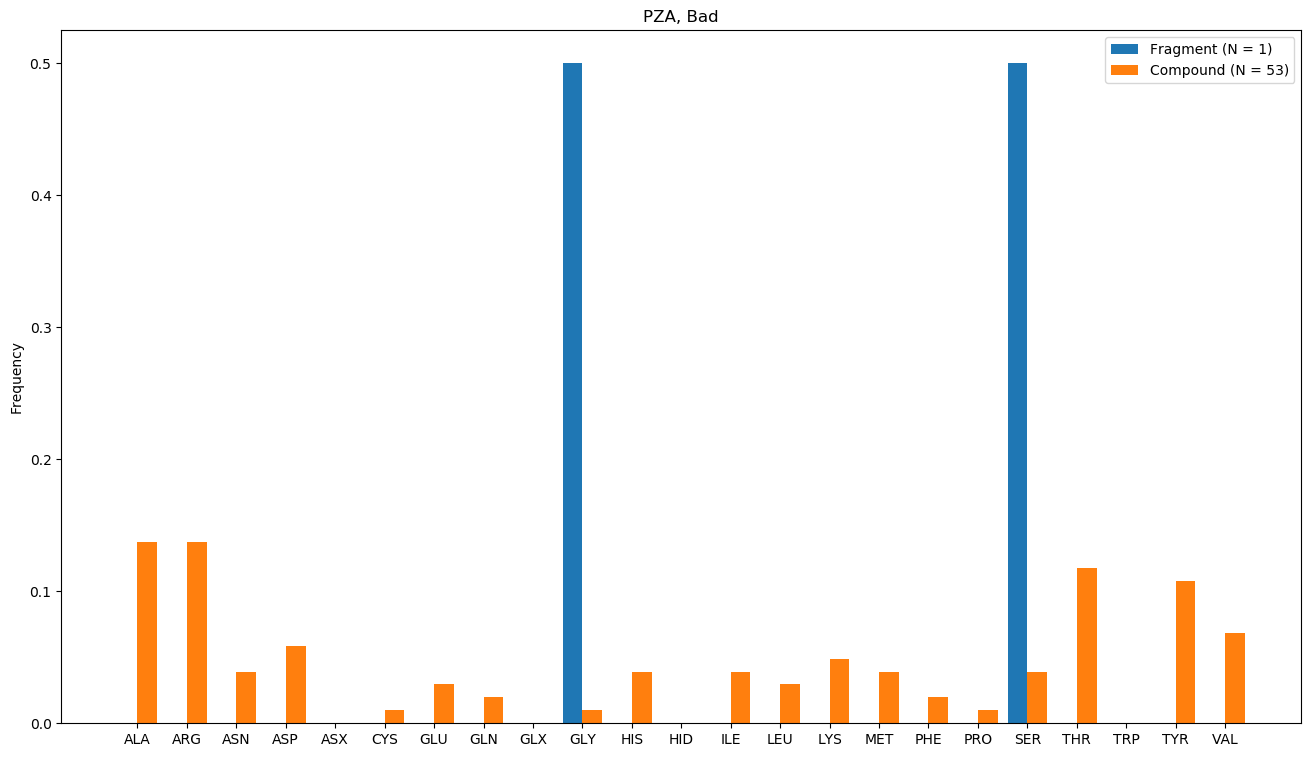 PZA, Bad
Fragment (N = 1)
Compound (N = 53)
Frequency
0.5
0.4
0.3
0.2
0.1
0.0
ALA ARG ASN ASP ASX CYS GLU GLN GLX GLY HIS HID ILE LEU LYS MET PHE PRO SER THR TRP TYR VAL